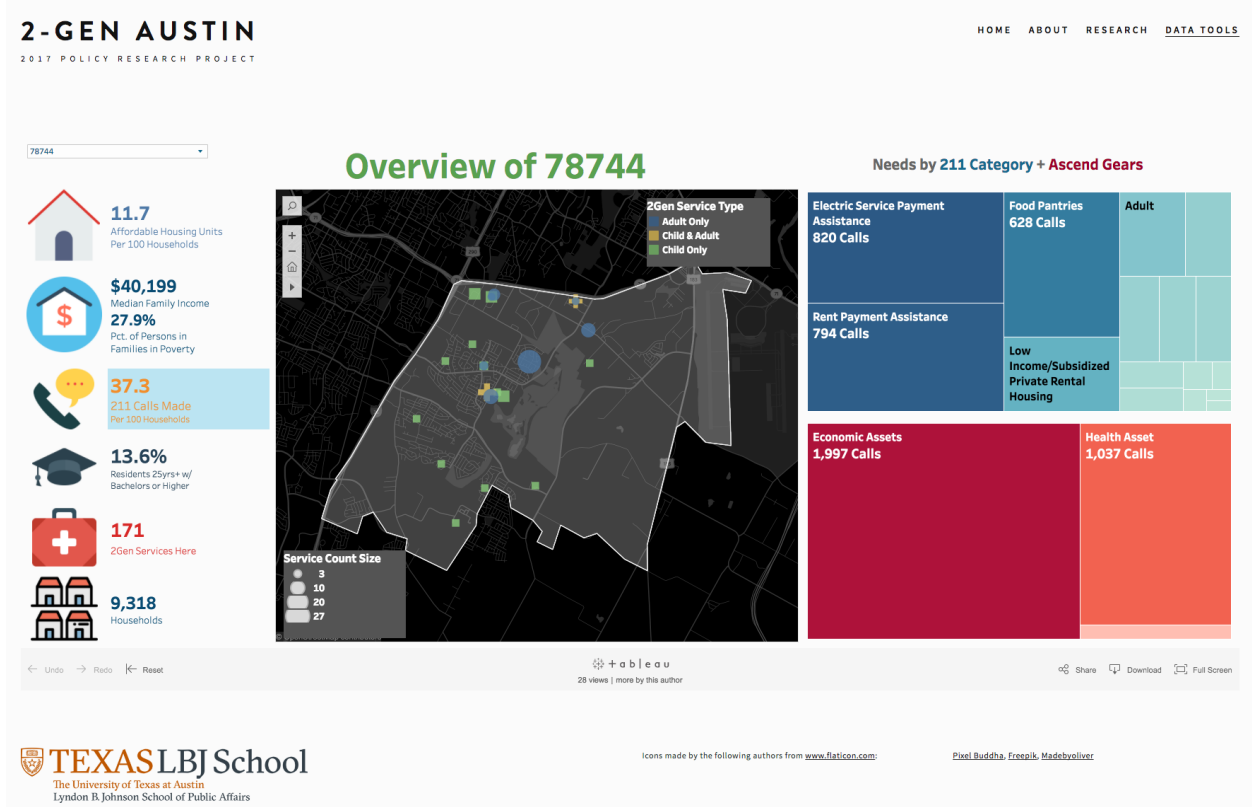 2-GEN AUSTIN
2017 POLICY RESEARCH PROJECT
HOME ABOUT RESEARCH DATA TOOLS
78744
Overview of 78744
Needs by 211 Category + Ascend Gears
11.7
Affordable Housing Units
Per 100 Households
$40,199
Median Family Income
27.9%
Pct. of Persons in
Families in Poverty
37.3
211 Calls Made
Per 100 Households
13.6%
Residents 25yrs+ w/
Bachelors or Higher
171
2Gen Services Here
9,318
Households
2Gen Service Type
Adult Only
Child & Adult
Child Only
Service Count Size
3
10
20
27
Electric Service Payment
Assistance
820 Calls
Rent Payment Assistance
794 Calls
Food Pantries
628 Calls
Low
Income/Subsidized
Private Rental
Housing
Adult
Economic Assets
1,997 Calls
Health Asset
1,037 Calls
Undo Redo Reset
+ableau
28 views | more by this author
Share Download Full Screen
TEXAS LBJ School
The University of Texas at Austin
Lyndon B. Johnson School of Public Affairs
Icons made by the following authors from www.flaticon.com:
Pixel Buddha, Freepik, Madebyoliver